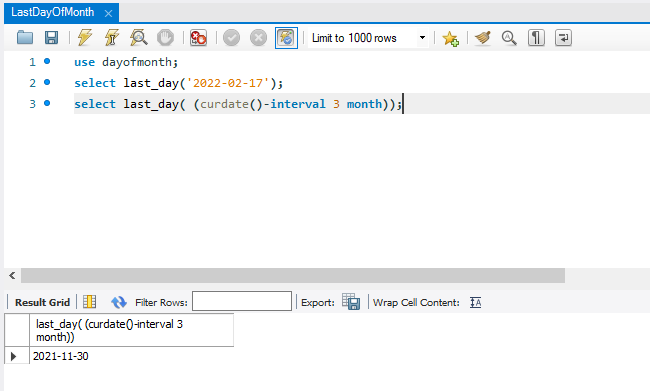 LastDayOfMonth
Limit to 1000 rows
1 use dayofmonth;
2 select last_day('2022-02-17');
3 select last_day( (curdate()-interval 3 month));
Result Grid Filter Rows: Export: Wrap Cell Content:
last_day( (curdate()-interval 3
month))
2021-11-30